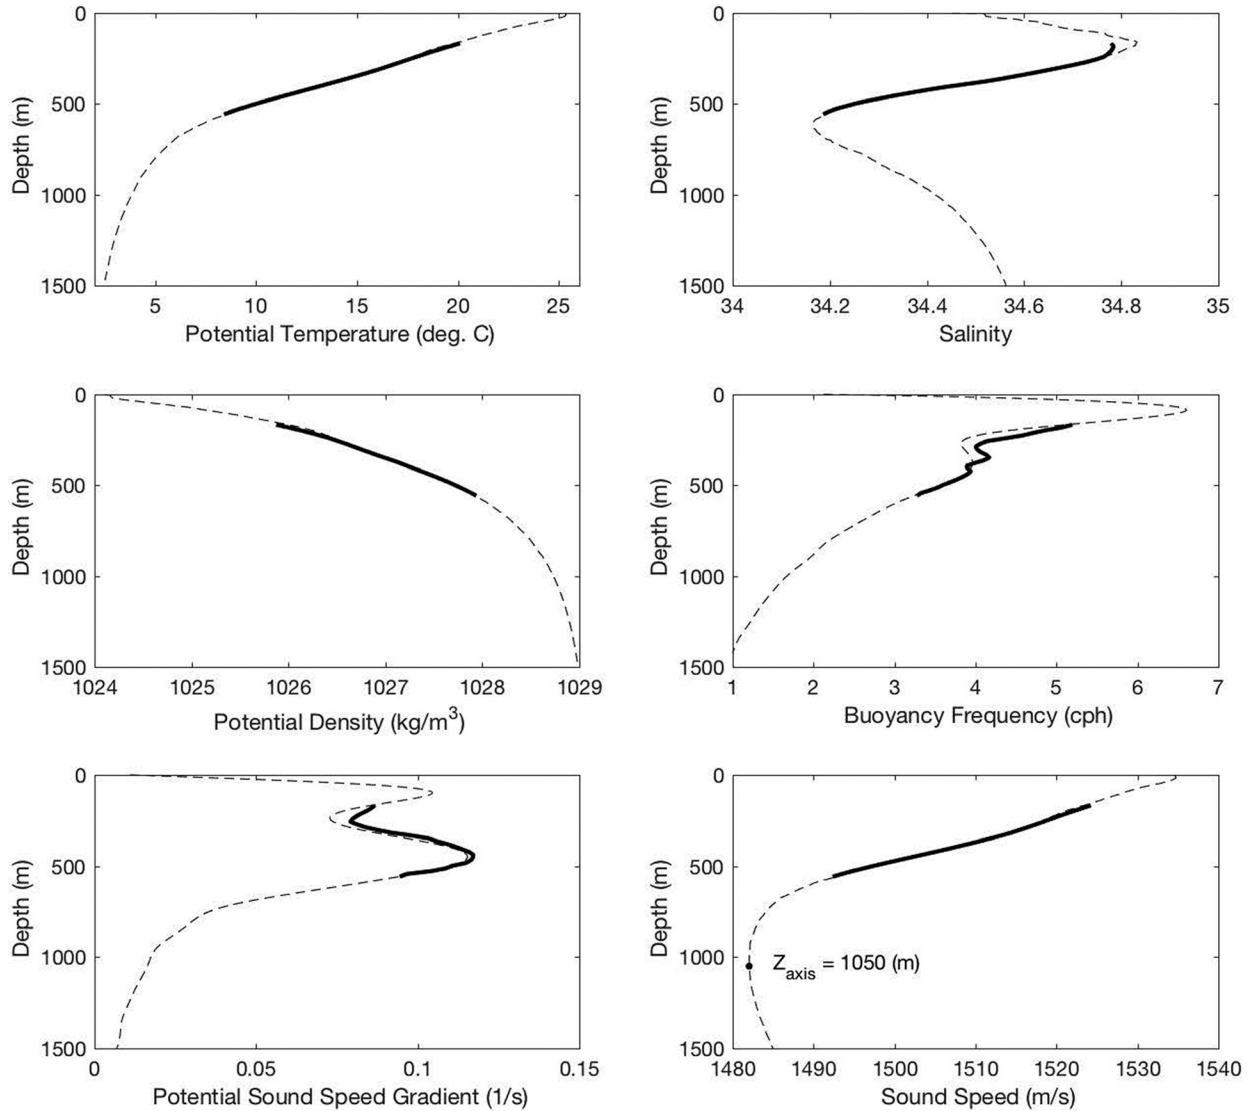 0
500
1000
1500
Depth (m)
5 10 15 20 25
Potential Temperature (deg. C)
0
500
1000
1500
Depth (m)
34 34.2 34.4 34.6 34.8 35
Salinity
0
500
1000
1500
Depth (m)
1024 1025 1026 1027 1028 1029
Potential Density (kg/m³)
0
500
1000
1500
Depth (m)
1 2 3 4 5 6 7
Buoyancy Frequency (cph)
0
500
1000
1500
Depth (m)
0 0.05 0.1 0.15
Potential Sound Speed Gradient (1/s)
0
500
1000
1500
Depth (m)
Zaxis = 1050 (m)
1480 1490 1500 1510 1520 1530 1540
Sound Speed (m/s)